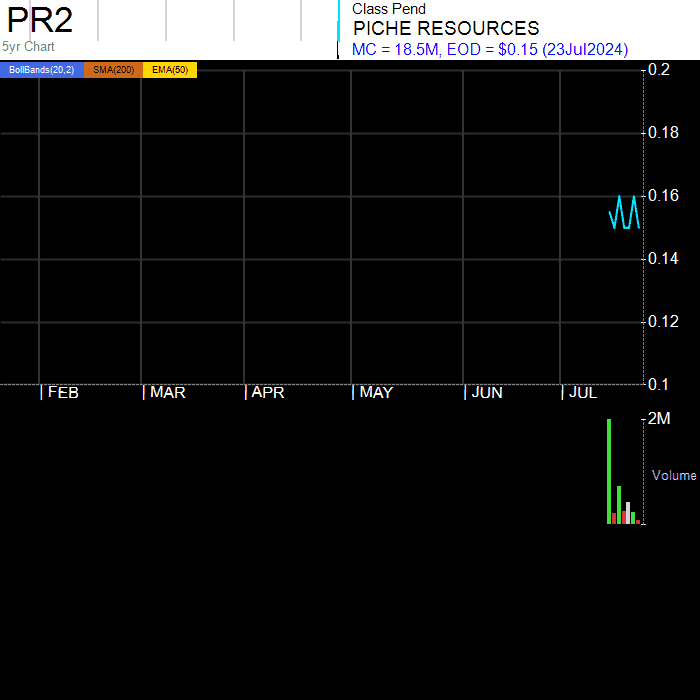 PR2
5yr Chart
Class Pend
PICHE RESOURCES
MC = 18.5M, EOD = $0.15 (23Jul2024)
BollBands(20,2) SMA(200) EMA(50)
0.2
0.18
0.16
0.14
0.12
0.1
| FEB | MAR | APR | MAY | JUN | JUL
2M
Volume